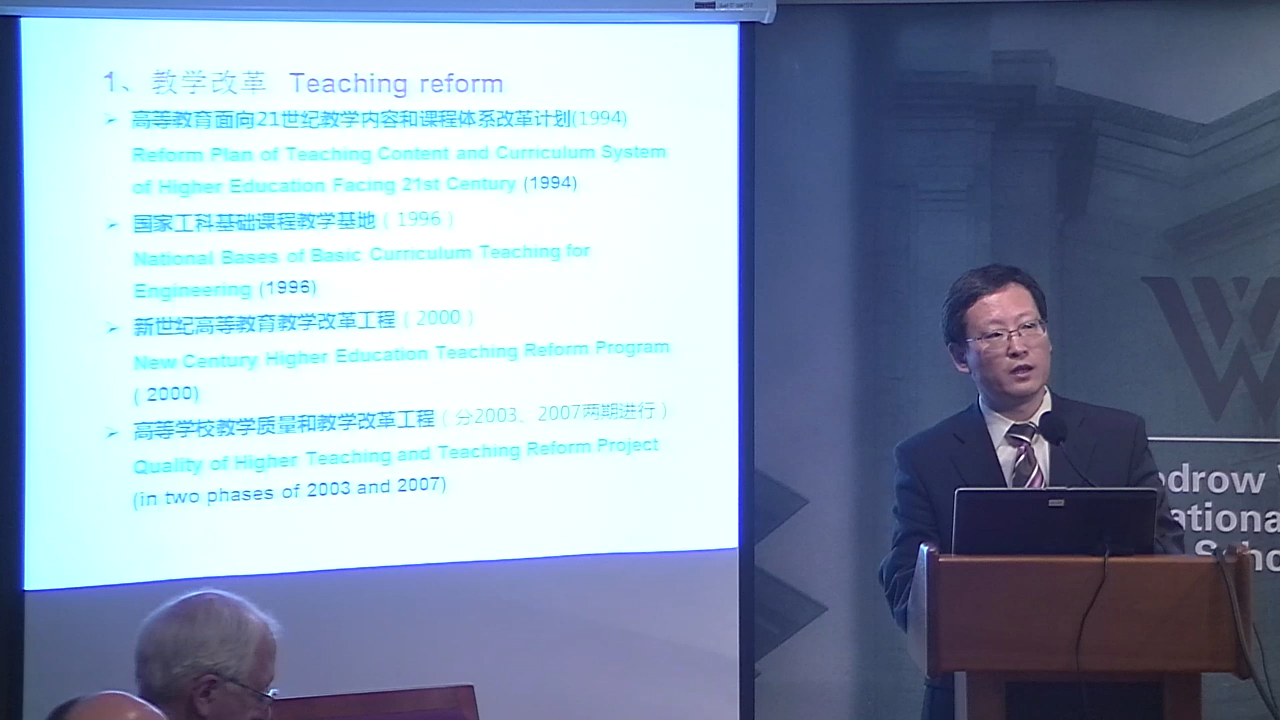 1、教学改革 Teaching reform
➢ 高等教育面向21世纪教学内容和课程体系改革计划(1994)
Reform Plan of Teaching Content and Curriculum System
of Higher Education Facing 21st Century (1994)
➢ 国家工科基础课程教学基地（1996）
National Bases of Basic Curriculum Teaching for
Engineering (1996)
➢ 新世纪高等教育教学改革工程（2000）
New Century Higher Education Teaching Reform Program
( 2000)
➢ 高等学校教学质量和教学改革工程（分2003、2007两期进行）
Quality of Higher Teaching and Teaching Reform Project
(in two phases of 2003 and 2007)
W
drow
ationa
Scho